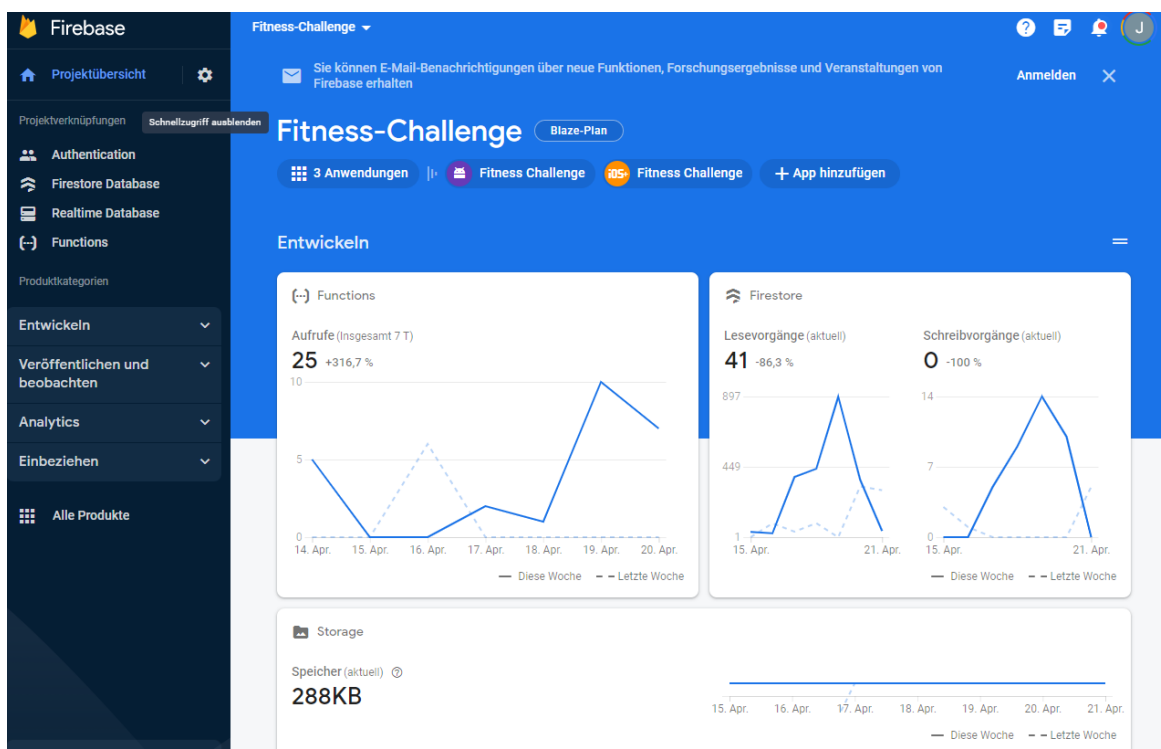 Firebase
Projektübersicht
Projektverknüpfungen
Schnellzugriff ausblenden
Authentication
Firestore Database
Realtime Database
Functions
Produktkategorien
Entwickeln
Veröffentlichen und
beobachten
Analytics
Einbeziehen
Alle Produkte
Fitness-Challenge
J
Sie können E-Mail-Benachrichtigungen über neue Funktionen, Forschungsergebnisse und Veranstaltungen von
Firebase erhalten
Anmelden
Fitness-Challenge Blaze-Plan
3 Anwendungen Fitness Challenge iOS+ Fitness Challenge + App hinzufügen
Entwickeln
Functions
Aufrufe (Insgesamt 7 T)
25 +316,7 %
10
5
0
14. Apr. 15. Apr. 16. Apr. 17. Apr. 18. Apr. 19. Apr. 20. Apr.
Diese Woche Letzte Woche
Firestore
Lesevorgänge (aktuell) Schreibvorgänge (aktuell)
41 -86,3 % 0 -100 %
897 14
449 7
1 0
15. Apr. 21. Apr. 15. Apr. 21. Apr.
Diese Woche Letzte Woche
Storage
Speicher (aktuell)
288KB
15. Apr. 16. Apr. 17. Apr. 18. Apr. 19. Apr. 20. Apr. 21. Apr.
Diese Woche Letzte Woche